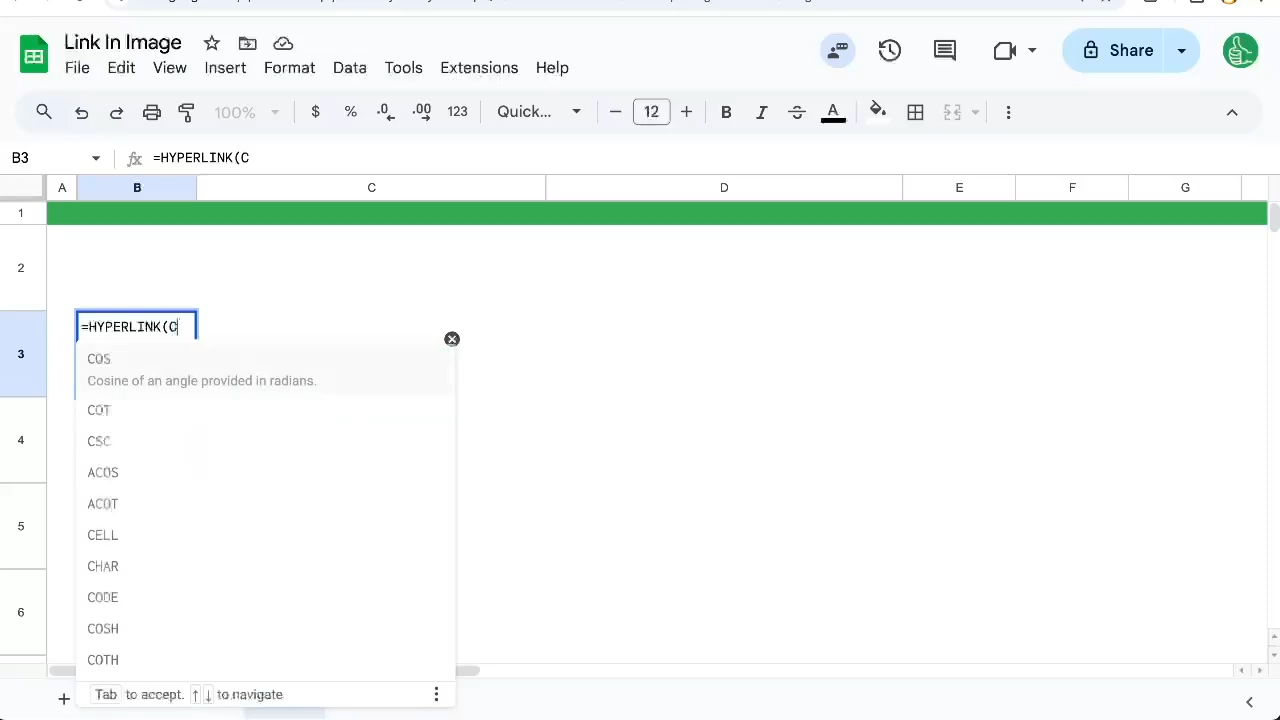 Link In Image
File Edit View Insert Format Data Tools Extensions Help
Share
100% $ % .0 .00 123 Quick... 12 B I A
B3 fx =HYPERLINK(C
A B C D E F G
1
2
3 =HYPERLINK(C
COS
Cosine of an angle provided in radians.
COT
4 CSC
ACOS
ACOT
5 CELL
CHAR
CODE
6 COSH
COTH
Tab to accept. ↑ ↓ to navigate